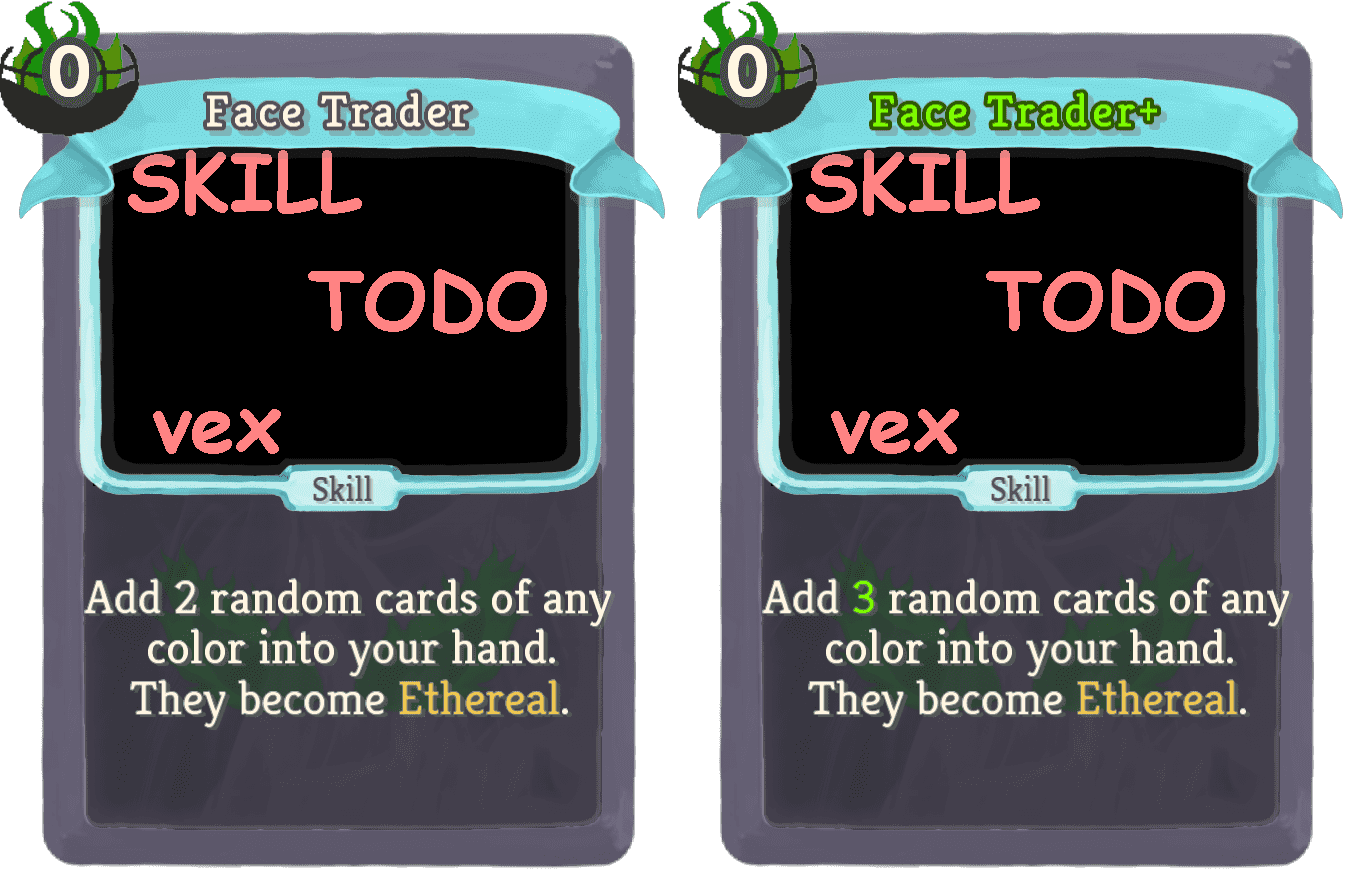 0
Face Trader
SKILL
TODO
vex
Skill
Add 2 random cards of any
color into your hand.
They become Ethereal.
0
Face Trader+
SKILL
TODO
vex
Skill
Add 3 random cards of any
color into your hand.
They become Ethereal.